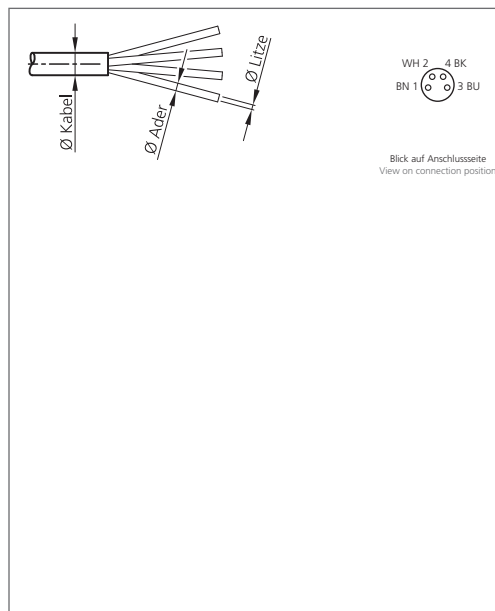 Ø Kabel
Ø Ader
Ø Litze
WH 2 4 BK
BN 1 3 BU
Blick auf Anschlussseite
View on connection position